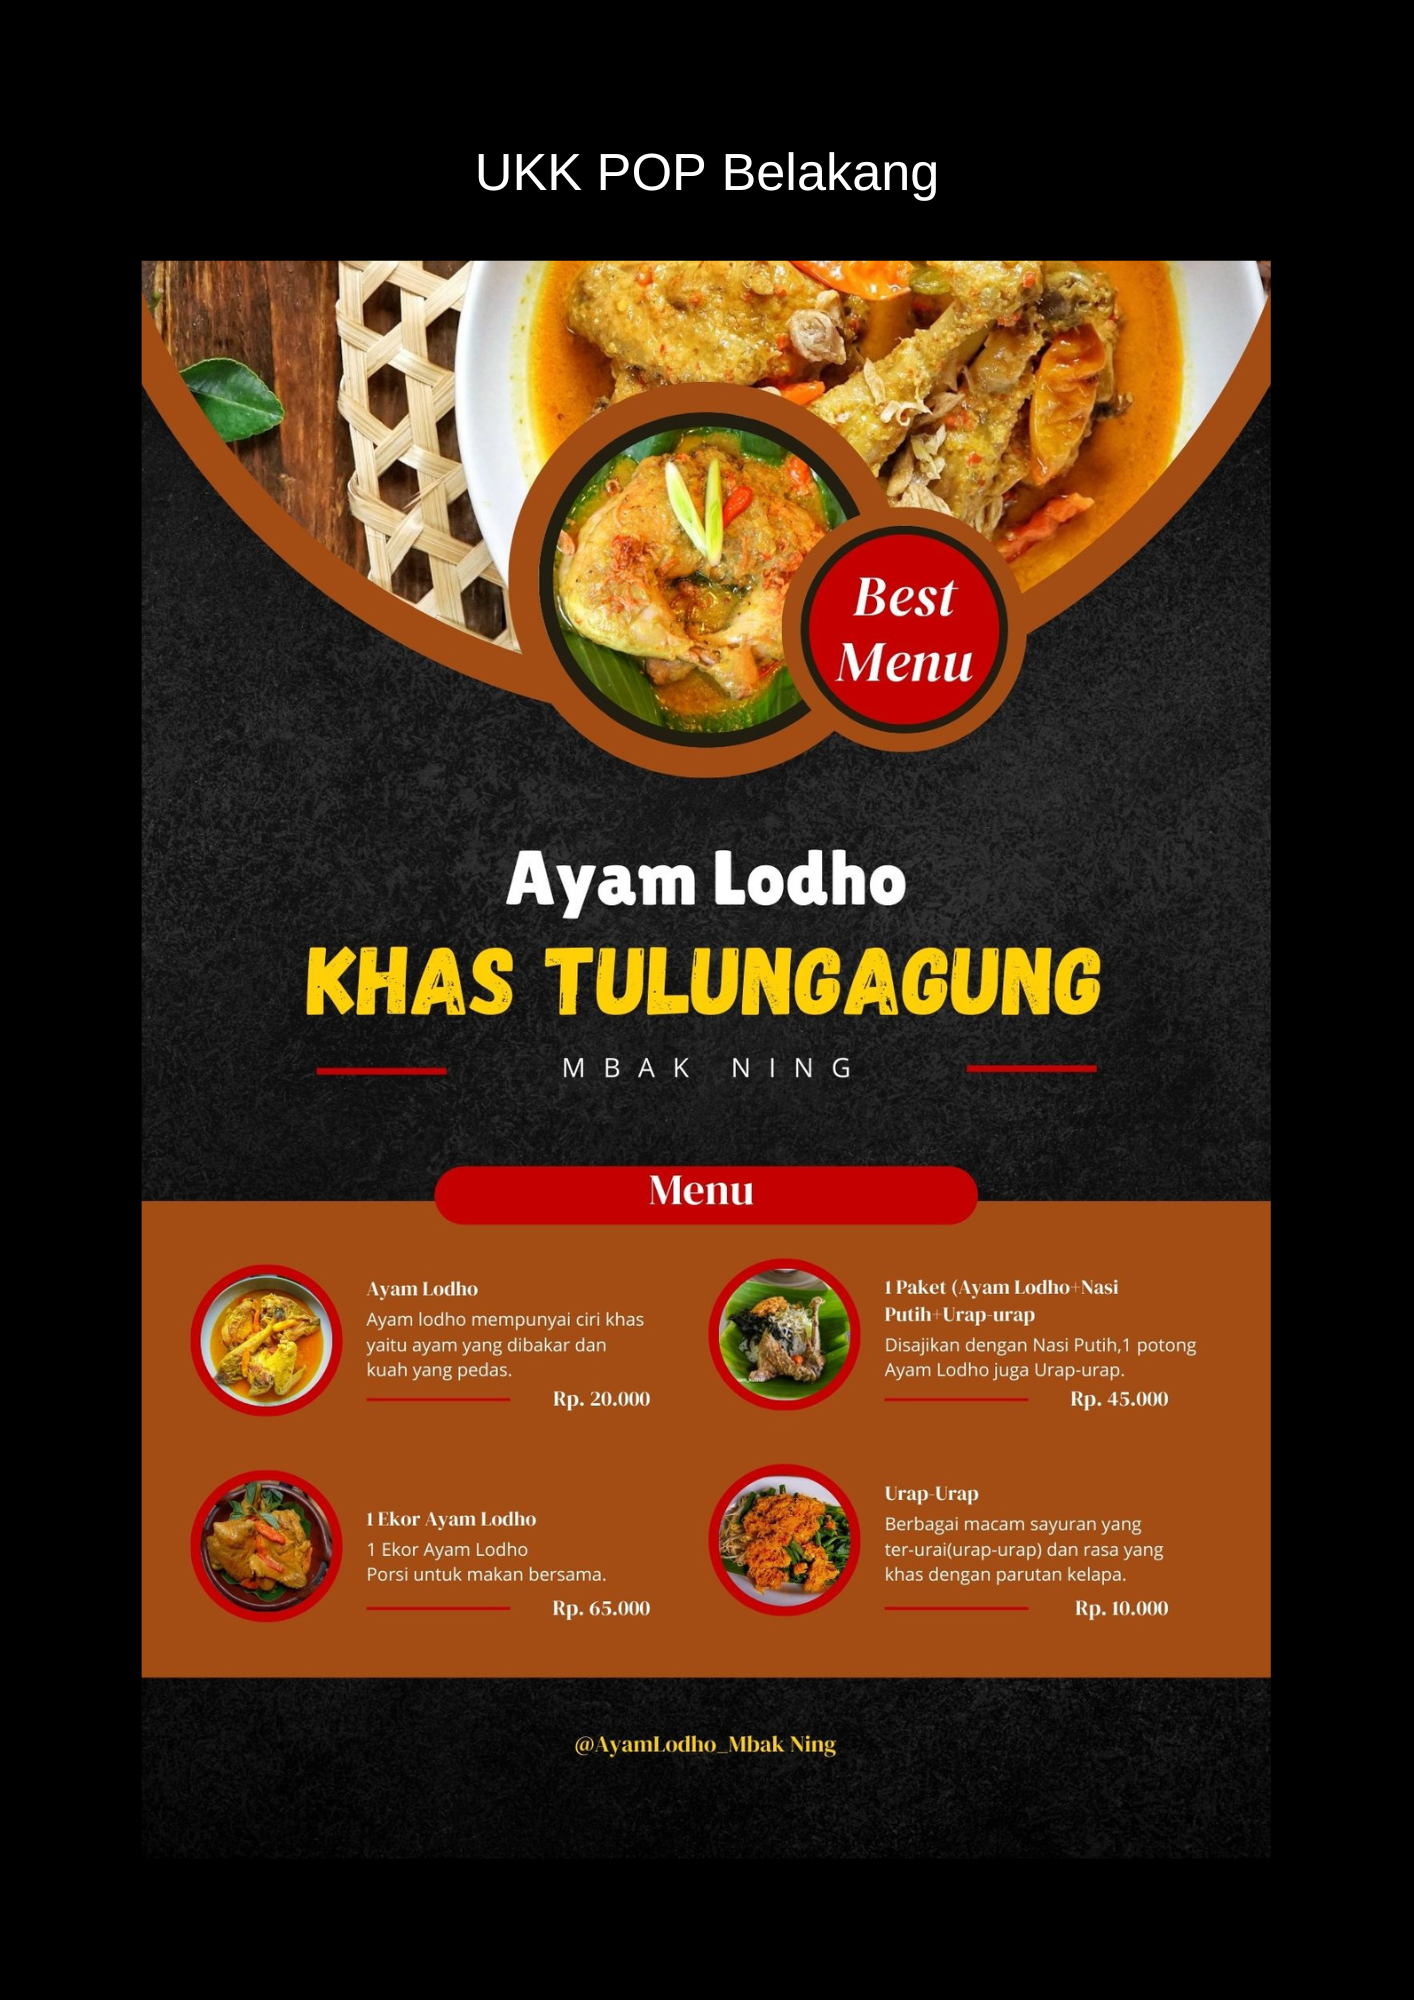 UKK POP Belakang
Best
Menu
Ayam Lodho
KHAS TULUNGAGUNG
MBAK NING
Menu
Ayam Lodho
Ayam lodho mempunyai ciri khas
yaitu ayam yang dibakar dan
kuah yang pedas.
Rp. 20.000
1 Paket (Ayam Lodho+Nasi
Putih+Urap-urap
Disajikan dengan Nasi Putih,1 potong
Ayam Lodho juga Urap-urap.
Rp. 45.000
1 Ekor Ayam Lodho
1 Ekor Ayam Lodho
Porsi untuk makan bersama.
Rp. 65.000
Urap-Urap
Berbagai macam sayuran yang
ter-urai(urap-urap) dan rasa yang
khas dengan parutan kelapa.
Rp. 10.000
@AyamLodho_Mbak Ning